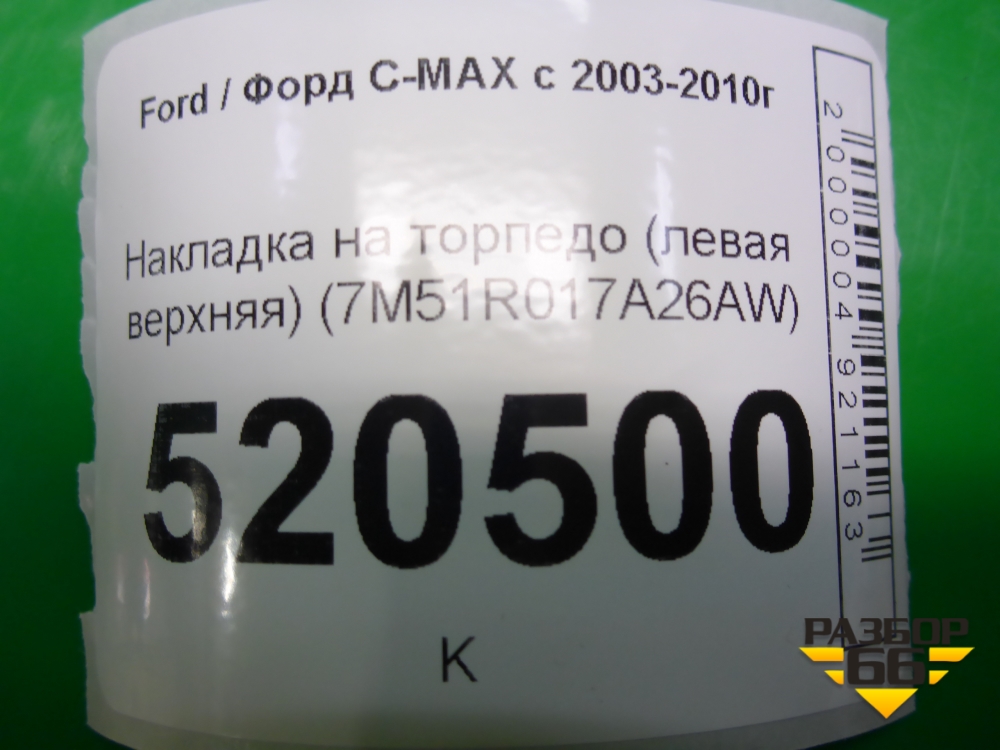 Ford / Форд C-MAX с 2003-2010г
Накладка на торпедо (левая
верхняя) (7M51R017A26AW)
520500
К
2000004921163
РАЗБОР
66